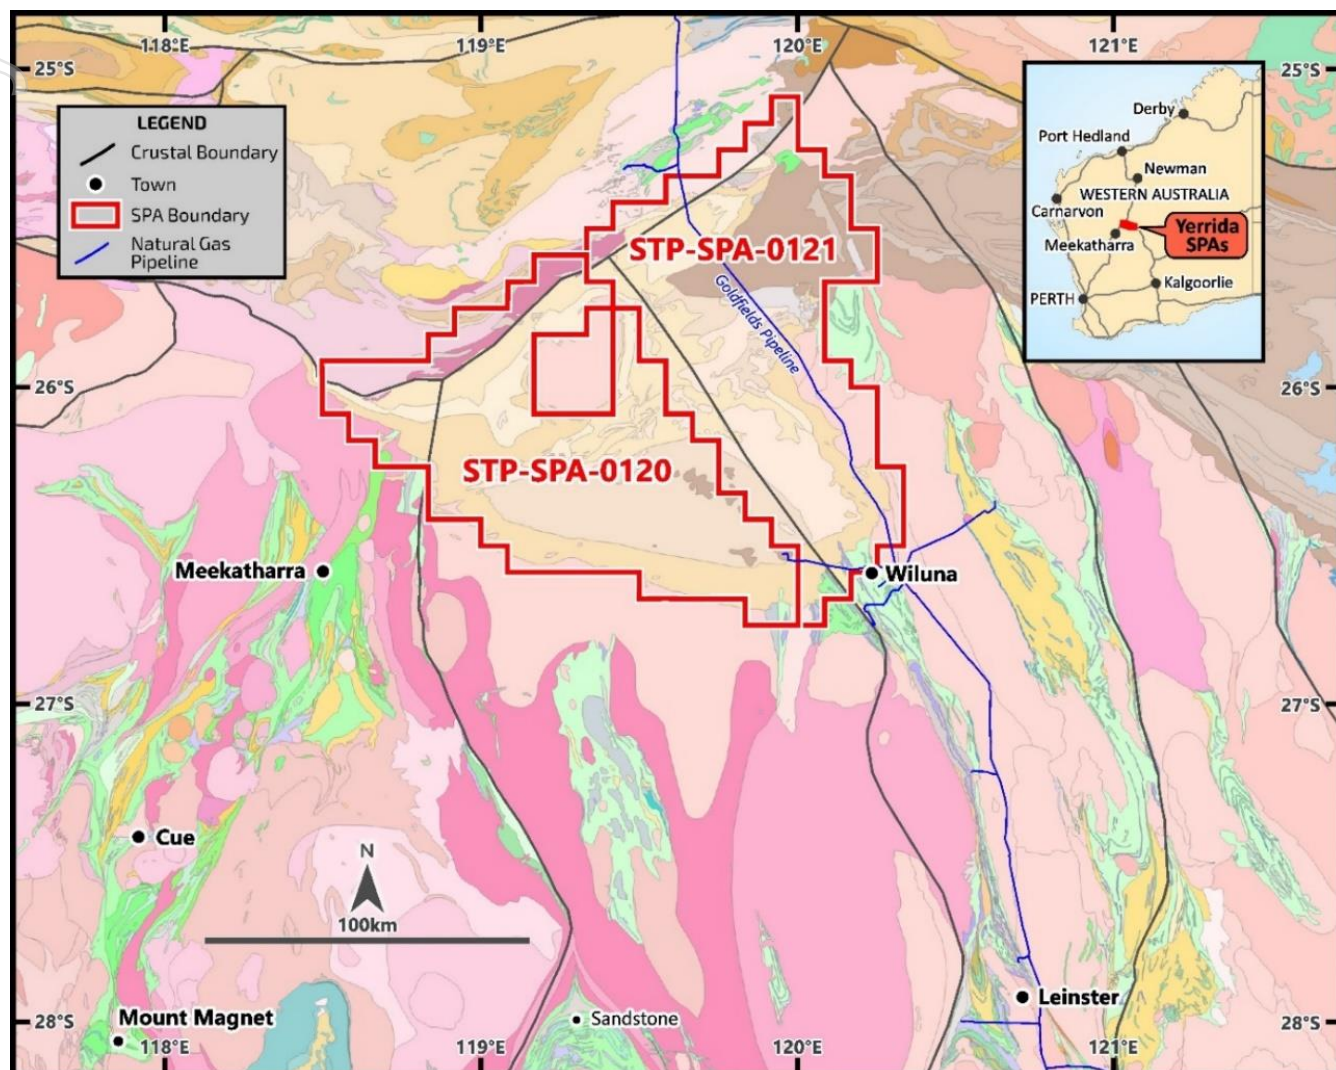 118°E
119°E
120°E
121°E
25°S
25°S
LEGEND
Crustal Boundary
Town
SPA Boundary
Natural Gas
Pipeline
Derby
Port Hedland
Newman
WESTERN AUSTRALIA
Carnarvon
Yerrida
SPAs
Meekatharra
Kalgoorlie
PERTH
STP-SPA-0121
Goldfields Pipeline
26°S
26°S
STP-SPA-0120
Meekatharra
Wiluna
27°S
27°S
Cue
N
100km
Leinster
Mount Magnet
Sandstone
28°S
28°S
118°E
119°E
120°E
121°E